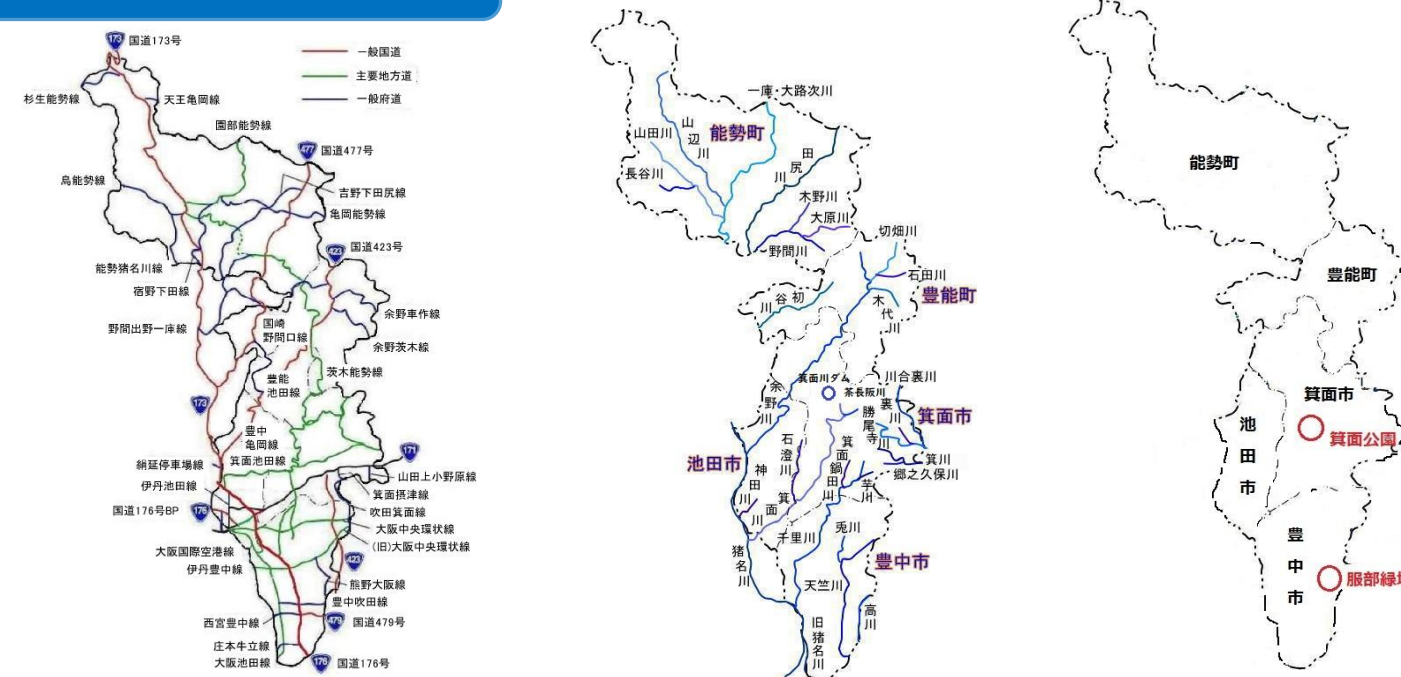 173
国道173号
一般国道
主要地方道
一般府道
杉生能勢線
天王亀岡線
園部能勢線
477
国道477号
烏能勢線
吉野下田尻線
亀岡能勢線
423
国道423号
能勢猪名川線
宿野下田線
余野車作線
野間出野一庫線
国崎
野間口線
余野茨木線
茨木能勢線
豊能
池田線
173
豊中
亀岡線
箕面池田線
171
絹延停車場線
山田上小野原線
伊丹池田線
箕面摂津線
国道176号BP
176
吹田箕面線
大阪中央環状線
大阪国際空港線
(旧)大阪中央環状線
伊丹豊中線
423
熊野大阪線
豊中吹田線
西宮豊中線
479
国道479号
庄本牛立線
大阪池田線
176
国道176号
一庫・大路次川
山辺川
能勢町
山田川
田尻川
長谷川
木野川
大原川
野間川
切畑川
石田川
豊能町
初谷川
木代川
箕面川ダム
茶長阪川
川合裏川
余野川
裏川
勝尾寺川
箕面市
石澄川
箕面鍋田川
箕川
池田市
神田川
郷之久保川
芋川
箕面川
千里川
兎川
猪名川
豊中市
天竺川
高川
旧猪名川
能勢町
豊能町
箕面市
箕面公園
池田市
豊中市
服部緑